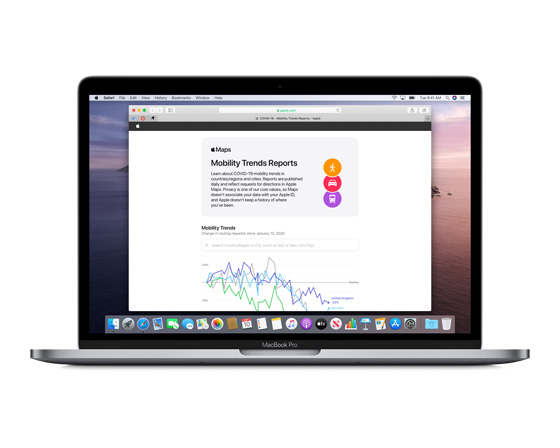 Safari File Edit View History Bookmarks Window Help
Tue 9:41 AM
apple.com
COVID-19 - Mobility Trends Reports - Apple
Maps
Mobility Trends Reports
Learn about COVID-19 mobility trends in
countries/regions and cities. Reports are published
daily and reflect requests for directions in Apple
Maps. Privacy is one of our core values, so Maps
doesn't associate your data with your Apple ID,
and Apple doesn't keep a history of where
you've been.
Mobility Trends
Change in routing requests since January 13, 2020
Search Country/Region or City (such as Italy or New York City)
Baseline
United Kingdom
MacBook Pro